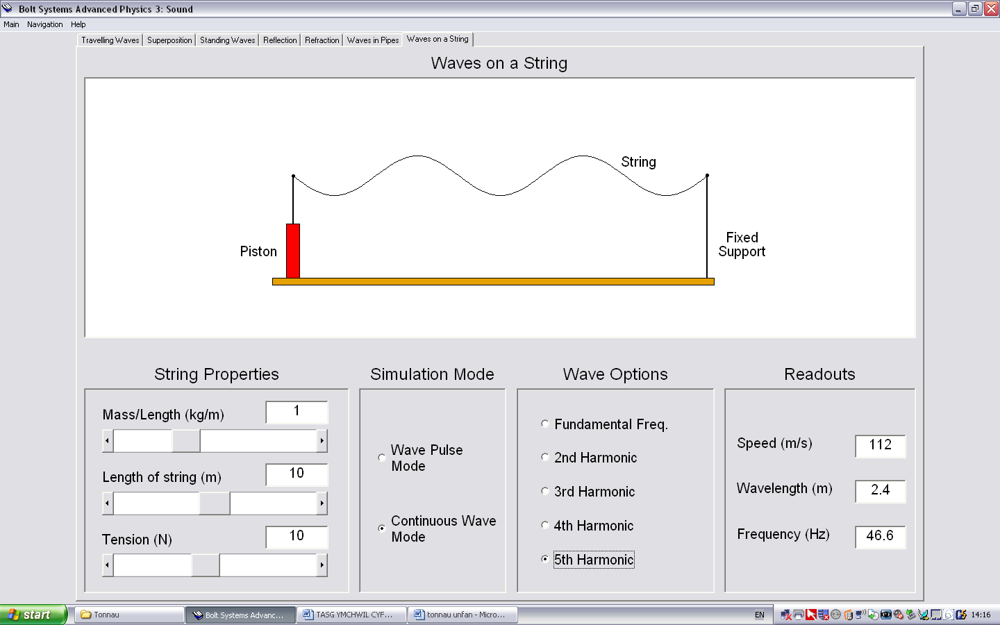 Bolt Systems Advanced Physics 3: Sound
Main Navigation Help
Travelling Waves Superposition Standing Waves Reflection Refraction Waves in Pipes Waves on a String
Waves on a String
String
Piston
Fixed
Support
String Properties
Mass/Length (kg/m) 1
Length of string (m) 10
Tension (N) 10
Simulation Mode
Wave Pulse
Mode
Continuous Wave
Mode
Wave Options
Fundamental Freq.
2nd Harmonic
3rd Harmonic
4th Harmonic
5th Harmonic
Readouts
Speed (m/s) 112
Wavelength (m) 2.4
Frequency (Hz) 46.6
start Tonnau Bolt Systems Advanc... TASG YMCHWIL CYF... tonnau unfan - Micro... EN 14:16